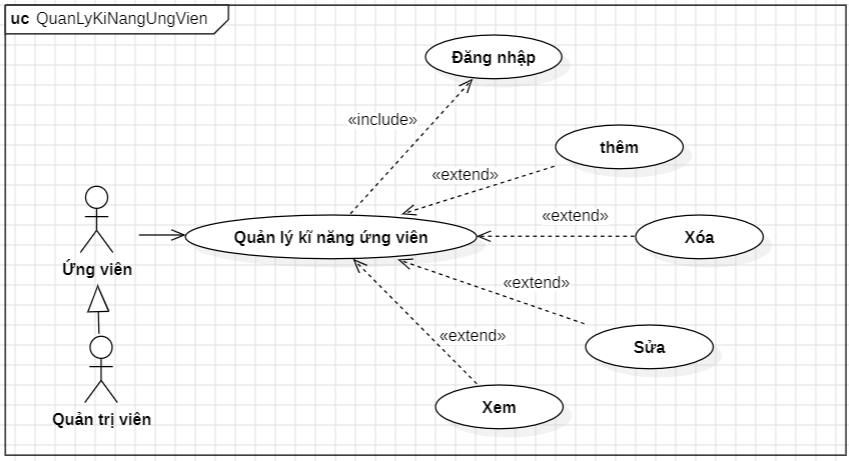 uc QuanLyKiNangUngVien
Đăng nhập
«include»
thêm
«extend»
«extend»
Quản lý kĩ năng ứng viên
Xóa
Ứng viên
«extend»
«extend»
Sửa
Xem
Quản trị viên